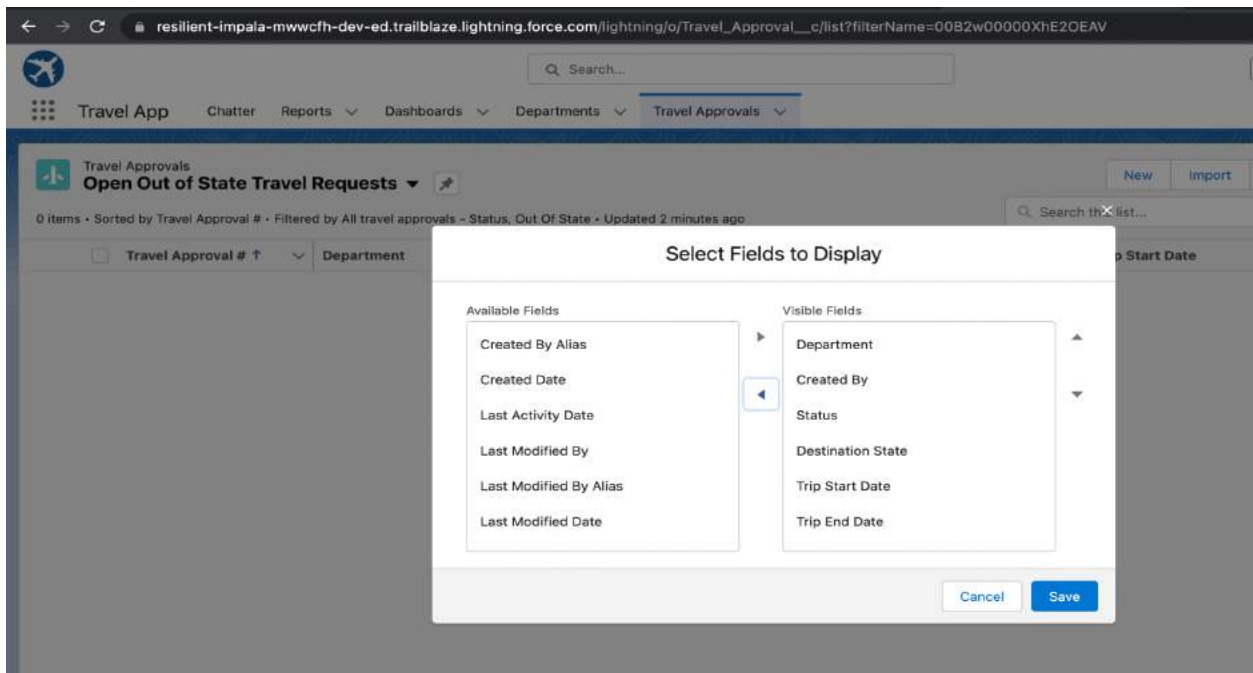 resilient-impala-mwwcfh-dev-ed.trailblaze.lightning.force.com/lightning/o/Travel_Approval__c/list?filterName=00B2w00000XhE2OEAV
Search...
Travel App Chatter Reports Dashboards Departments Travel Approvals
Travel Approvals
Open Out of State Travel Requests
New Import
0 items • Sorted by Travel Approval # • Filtered by All travel approvals - Status, Out Of State • Updated 2 minutes ago
Search this list...
Travel Approval # ↑ Department
Start Date
Select Fields to Display
Available Fields
Created By Alias
Created Date
Last Activity Date
Last Modified By
Last Modified By Alias
Last Modified Date
Visible Fields
Department
Created By
Status
Destination State
Trip Start Date
Trip End Date
Cancel Save